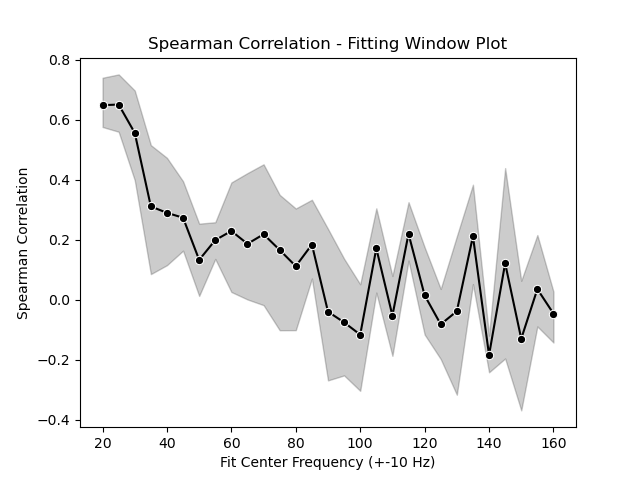 Spearman Correlation - Fitting Window Plot
Spearman Correlation
0.8
0.6
0.4
0.2
0.0
−0.2
−0.4
20 40 60 80 100 120 140 160
Fit Center Frequency (+-10 Hz)